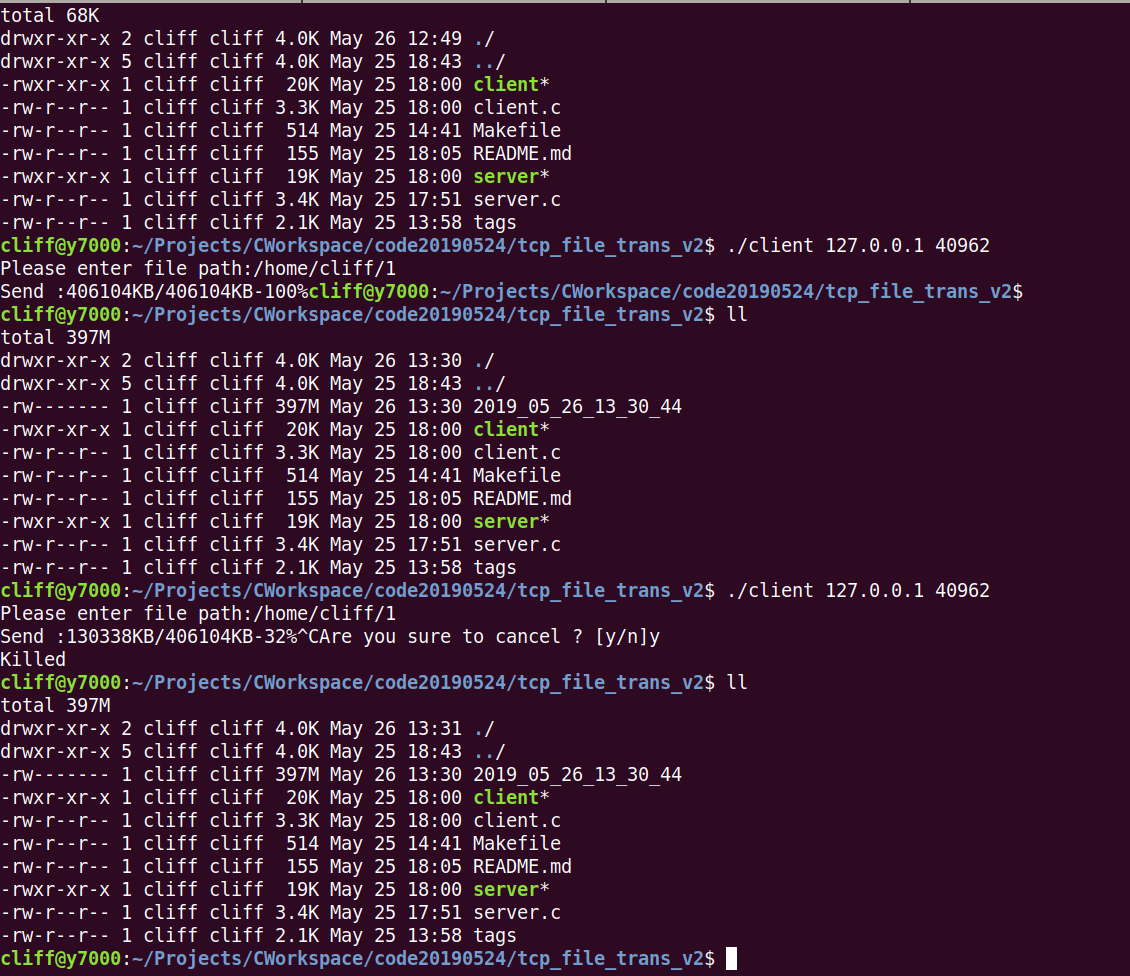 total 68K
drwxr-xr-x 2 cliff cliff 4.0K May 26 12:49 ./
drwxr-xr-x 5 cliff cliff 4.0K May 25 18:43 ../
-rwxr-xr-x 1 cliff cliff  20K May 25 18:00 client*
-rw-r--r-- 1 cliff cliff 3.3K May 25 18:00 client.c
-rw-r--r-- 1 cliff cliff  514 May 25 14:41 Makefile
-rw-r--r-- 1 cliff cliff  155 May 25 18:05 README.md
-rwxr-xr-x 1 cliff cliff  19K May 25 18:00 server*
-rw-r--r-- 1 cliff cliff 3.4K May 25 17:51 server.c
-rw-r--r-- 1 cliff cliff 2.1K May 25 13:58 tags
cliff@y7000:~/Projects/CWorkspace/code20190524/tcp_file_trans_v2$ ./client 127.0.0.1 40962
Please enter file path:/home/cliff/1
Send :406104KB/406104KB-100%cliff@y7000:~/Projects/CWorkspace/code20190524/tcp_file_trans_v2$
cliff@y7000:~/Projects/CWorkspace/code20190524/tcp_file_trans_v2$ ll
total 397M
drwxr-xr-x 2 cliff cliff 4.0K May 26 13:30 ./
drwxr-xr-x 5 cliff cliff 4.0K May 25 18:43 ../
-rw------- 1 cliff cliff 397M May 26 13:30 2019_05_26_13_30_44
-rwxr-xr-x 1 cliff cliff  20K May 25 18:00 client*
-rw-r--r-- 1 cliff cliff 3.3K May 25 18:00 client.c
-rw-r--r-- 1 cliff cliff  514 May 25 14:41 Makefile
-rw-r--r-- 1 cliff cliff  155 May 25 18:05 README.md
-rwxr-xr-x 1 cliff cliff  19K May 25 18:00 server*
-rw-r--r-- 1 cliff cliff 3.4K May 25 17:51 server.c
-rw-r--r-- 1 cliff cliff 2.1K May 25 13:58 tags
cliff@y7000:~/Projects/CWorkspace/code20190524/tcp_file_trans_v2$ ./client 127.0.0.1 40962
Please enter file path:/home/cliff/1
Send :130338KB/406104KB-32%^CAre you sure to cancel ? [y/n]y
Killed
cliff@y7000:~/Projects/CWorkspace/code20190524/tcp_file_trans_v2$ ll
total 397M
drwxr-xr-x 2 cliff cliff 4.0K May 26 13:31 ./
drwxr-xr-x 5 cliff cliff 4.0K May 25 18:43 ../
-rw------- 1 cliff cliff 397M May 26 13:30 2019_05_26_13_30_44
-rwxr-xr-x 1 cliff cliff  20K May 25 18:00 client*
-rw-r--r-- 1 cliff cliff 3.3K May 25 18:00 client.c
-rw-r--r-- 1 cliff cliff  514 May 25 14:41 Makefile
-rw-r--r-- 1 cliff cliff  155 May 25 18:05 README.md
-rwxr-xr-x 1 cliff cliff  19K May 25 18:00 server*
-rw-r--r-- 1 cliff cliff 3.4K May 25 17:51 server.c
-rw-r--r-- 1 cliff cliff 2.1K May 25 13:58 tags
cliff@y7000:~/Projects/CWorkspace/code20190524/tcp_file_trans_v2$